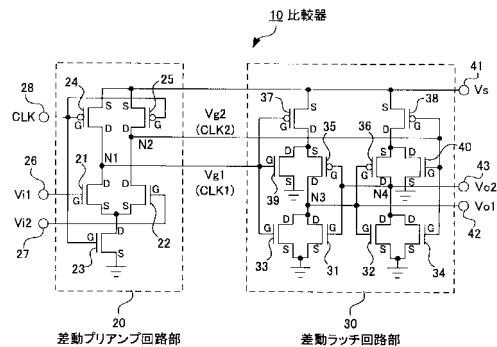 10 比較器
28
24
25
41
CLK
Vs
Vg2
(CLK2)
37
35
36
38
N1
N2
26
21
40
43
Vi1
Vg1
(CLK1)
39
N3
N4
Vo2
Vi2
Vo1
27
22
42
23
33
31
32
34
S
S
G
G
D
D
D
D
G
G
S
S
D
G
S
S
S
G
G
D
D
D
S
S
D
G
G
G
G
S
D
D
S
D
D
D
D
G
G
G
G
S
S
S
S
20
30
差動プリアンプ回路部
差動ラッチ回路部